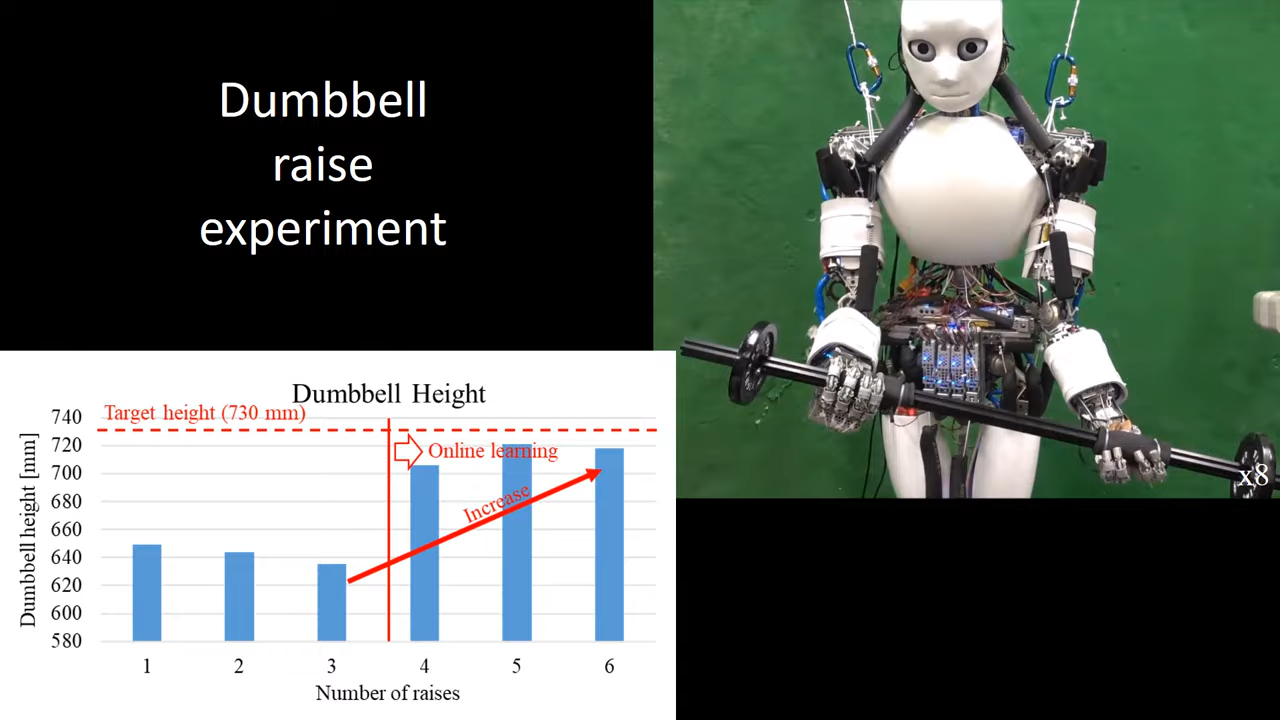 Dumbbell
raise
experiment
Dumbbell Height
Target height (730 mm)
Online learning
Increase
Dumbbell height [mm]
740
720
700
680
660
640
620
600
580
1 2 3 4 5 6
Number of raises
x8